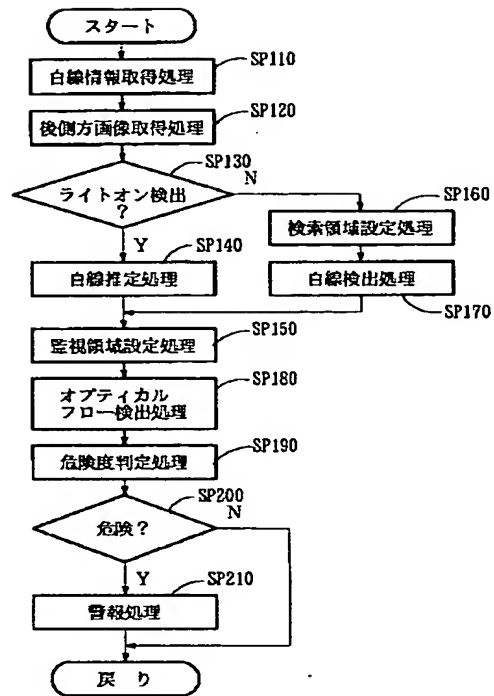 スタート
白線情報取得処理
SP110
後側方画像取得処理
SP120
ライトオン検出
?
SP130
N
Y
検索領域設定処理
SP160
白線推定処理
SP140
白線検出処理
SP170
監視領域設定処理
SP150
オプティカル
フロー検出処理
SP180
危険度判定処理
SP190
危険?
SP200
N
Y
警報処理
SP210
戻り